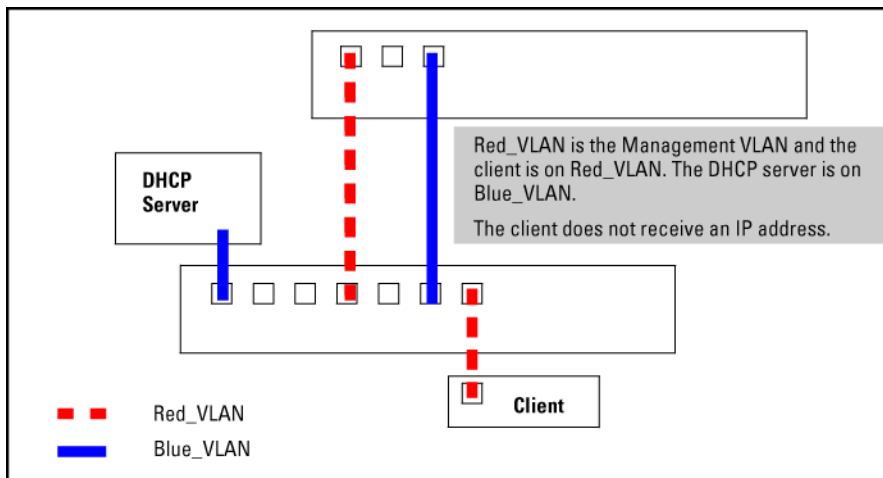 Red_VLAN is the Management VLAN and the
client is on Red_VLAN. The DHCP server is on
Blue_VLAN.
The client does not receive an IP address.
DHCP
Server
Client
Red_VLAN
Blue_VLAN